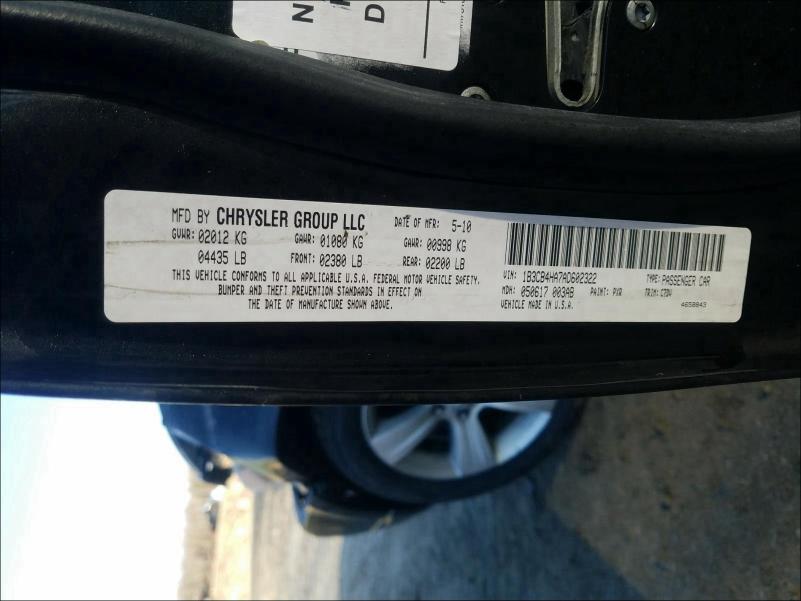 N
D
MFD BY CHRYSLER GROUP LLC DATE OF MFR: 5-10
GVWR: 02012 KG GAWR: 01080 KG GAWR: 00998 KG
04435 LB FRONT: 02380 LB REAR: 02200 LB
THIS VEHICLE CONFORMS TO ALL APPLICABLE U.S.A. FEDERAL MOTOR VEHICLE SAFETY,
BUMPER AND THEFT PREVENTION STANDARDS IN EFFECT ON
THE DATE OF MANUFACTURE SHOWN ABOVE.
VIN: 1B3CB4HA7AD602322 TYPE: PASSENGER CAR
MDH: 050617 003AB PAINT: PXR TRIM: C7DV
VEHICLE MADE IN U.S.A. 4658843